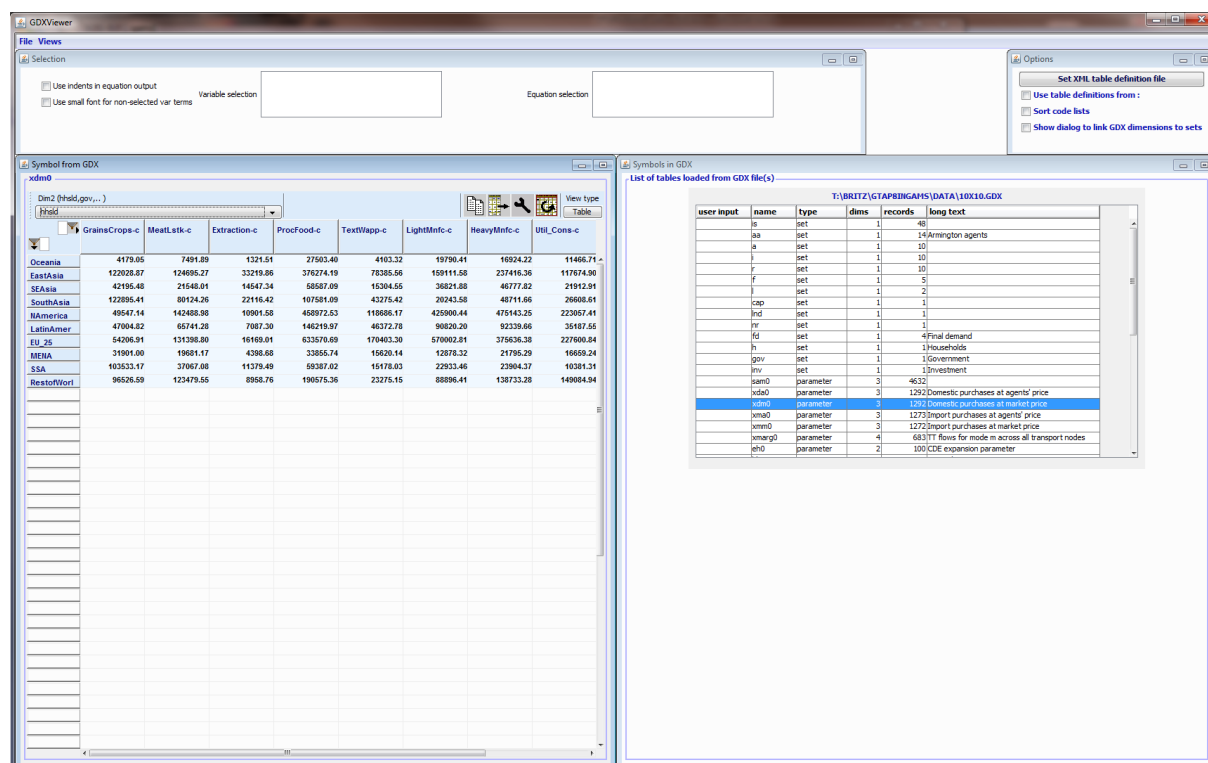 GDXViewer
File Views
Selection
Use indents in equation output
Use small font for non-selected var terms
Variable selection
Equation selection
Options
Set XML table definition file
Use table definitions from :
Sort code lists
Show dialog to link GDX dimensions to sets
Symbol from GDX
xdm0
Dim2 (hhsld,gov,.. )
hhsld
View type
Table
GrainsCrops-c MeatLstk-c Extraction-c ProcFood-c TextWapp-c LightMnfc-c HeavyMnfc-c Util_Cons-c
Oceania 4179.05 7491.89 1321.51 27503.40 4103.32 19790.41 16924.22 11466.71
EastAsia 122028.87 124695.27 33219.86 376274.19 78385.56 159111.58 237416.36 117674.90
SEAsia 42195.48 21548.01 14547.34 58587.09 15304.55 36821.88 46777.82 21912.91
SouthAsia 122895.41 80124.26 22116.42 107581.09 43275.42 20243.58 48711.66 26608.61
NAmerica 49547.14 142488.98 10901.58 458972.53 118686.17 425900.44 475143.25 223057.41
LatinAmer 47004.82 65741.28 7087.30 146219.97 46372.78 90820.20 92339.66 35187.55
EU_25 54206.91 131398.80 16169.01 633570.69 170403.30 570002.81 375636.38 227600.84
MENA 31901.00 19681.17 4398.68 33855.74 15620.14 12878.32 21795.29 16659.24
SSA 103533.17 37067.08 11379.49 59387.02 15178.03 22933.46 23904.37 10381.31
RestofWorl 96526.59 123479.55 8958.76 190575.36 23275.15 88896.41 138733.28 149084.94
Symbols in GDX
List of tables loaded from GDX file(s)
T:\BRITZ\GTAP8INGAMS\DATA\10X10.GDX
user input name type dims records long text
is set 1 48
aa set 1 14 Armington agents
a set 1 10
i set 1 10
r set 1 10
f set 1 5
l set 1 2
cap set 1 1
lnd set 1 1
nr set 1 1
fd set 1 4 Final demand
h set 1 1 Households
gov set 1 1 Government
inv set 1 1 Investment
sam0 parameter 3 4632
xda0 parameter 3 1292 Domestic purchases at agents' price
xdm0 parameter 3 1292 Domestic purchases at market price
xma0 parameter 3 1273 Import purchases at agents' price
xmm0 parameter 3 1272 Import purchases at market price
xmarg0 parameter 4 683 TT flows for mode m across all transport nodes
eh0 parameter 2 100 CDE expansion parameter